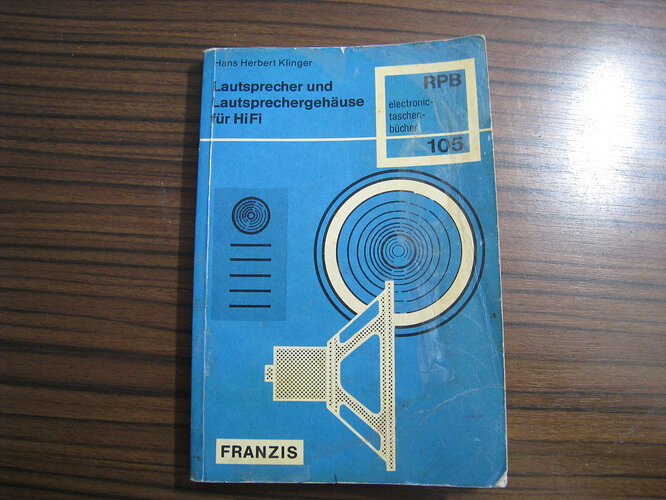 Hans Herbert Klinger
Lautsprecher und
Lautsprechergehäuse
für HiFi
RPB
electronic-
taschen-
bücher
105
FRANZIS